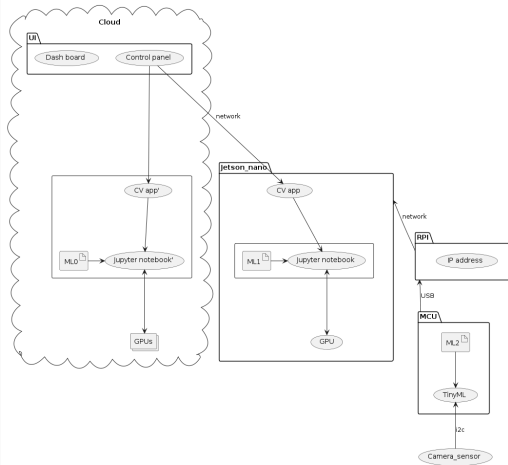 Cloud
UI
Dash board
Control panel
network
Jetson_nano
CV app'
CV app
network
RPI
IP address
ML0
Jupyter notebook'
ML1
Jupyter notebook
USB
MCU
GPUs
GPU
ML2
TinyML
i2c
Camera_sensor